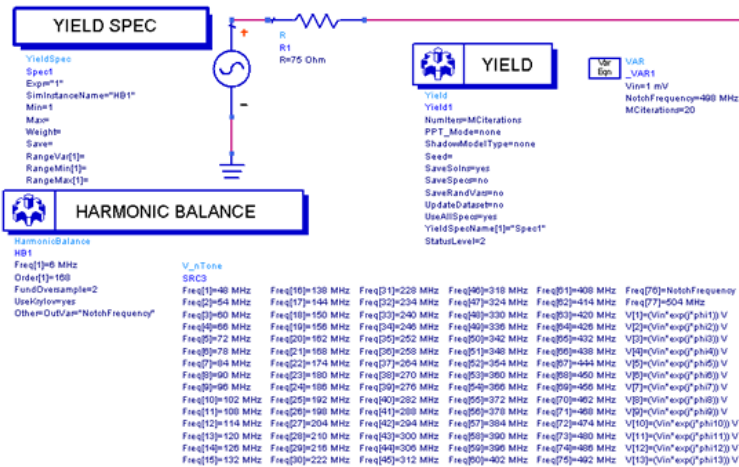 YIELD SPEC
YieldSpec
Spec1
Expr="1"
SimInstanceName="HB1"
Min=1
Max=
Weight=
Save=
RangeVar[1]=
RangeMin[1]=
RangeMax[1]=
R
R1
R=75 Ohm
YIELD
Yield
Yield1
NumIters=MCiterations
PPT_Mode=none
ShadowModelType=none
Seed=
SaveSolns=yes
SaveSpecs=no
SaveRandVars=no
UpdateDataset=no
UseAllSpecs=yes
YieldSpecName[1]="Spec1"
StatusLevel=2
Var
Eqn
VAR
_VAR1
Vin=1 mV
NotchFrequency=498 MHz
MCiterations=20
HARMONIC BALANCE
HarmonicBalance
HB1
Freq[1]=6 MHz
Order[1]=168
FundOversample=2
UseKrylov=yes
Other=OutVar="NotchFrequency"
V_nTone
SRC3
Freq[1]=48 MHz Freq[16]=138 MHz Freq[31]=228 MHz Freq[46]=318 MHz Freq[61]=408 MHz Freq[76]=NotchFrequency
Freq[2]=54 MHz Freq[17]=144 MHz Freq[32]=234 MHz Freq[47]=324 MHz Freq[62]=414 MHz Freq[77]=504 MHz
Freq[3]=60 MHz Freq[18]=150 MHz Freq[33]=240 MHz Freq[48]=330 MHz Freq[63]=420 MHz V[1]=(Vin*exp(j*phi1)) V
Freq[4]=66 MHz Freq[19]=156 MHz Freq[34]=246 MHz Freq[49]=336 MHz Freq[64]=426 MHz V[2]=(Vin*exp(j*phi2)) V
Freq[5]=72 MHz Freq[20]=162 MHz Freq[35]=252 MHz Freq[50]=342 MHz Freq[65]=432 MHz V[3]=(Vin*exp(j*phi3)) V
Freq[6]=78 MHz Freq[21]=168 MHz Freq[36]=258 MHz Freq[51]=348 MHz Freq[66]=438 MHz V[4]=(Vin*exp(j*phi4)) V
Freq[7]=84 MHz Freq[22]=174 MHz Freq[37]=264 MHz Freq[52]=354 MHz Freq[67]=444 MHz V[5]=(Vin*exp(j*phi5)) V
Freq[8]=90 MHz Freq[23]=180 MHz Freq[38]=270 MHz Freq[53]=360 MHz Freq[68]=450 MHz V[6]=(Vin*exp(j*phi6)) V
Freq[9]=96 MHz Freq[24]=186 MHz Freq[39]=276 MHz Freq[54]=366 MHz Freq[69]=456 MHz V[7]=(Vin*exp(j*phi7)) V
Freq[10]=102 MHz Freq[25]=192 MHz Freq[40]=282 MHz Freq[55]=372 MHz Freq[70]=462 MHz V[8]=(Vin*exp(j*phi8)) V
Freq[11]=108 MHz Freq[26]=198 MHz Freq[41]=288 MHz Freq[56]=378 MHz Freq[71]=468 MHz V[9]=(Vin*exp(j*phi9)) V
Freq[12]=114 MHz Freq[27]=204 MHz Freq[42]=294 MHz Freq[57]=384 MHz Freq[72]=474 MHz V[10]=(Vin*exp(j*phi10)) V
Freq[13]=120 MHz Freq[28]=210 MHz Freq[43]=300 MHz Freq[58]=390 MHz Freq[73]=480 MHz V[11]=(Vin*exp(j*phi11)) V
Freq[14]=126 MHz Freq[29]=216 MHz Freq[44]=306 MHz Freq[59]=396 MHz Freq[74]=486 MHz V[12]=(Vin*exp(j*phi12)) V
Freq[15]=132 MHz Freq[30]=222 MHz Freq[45]=312 MHz Freq[60]=402 MHz Freq[75]=492 MHz V[13]=(Vin*exp(j*phi13)) V